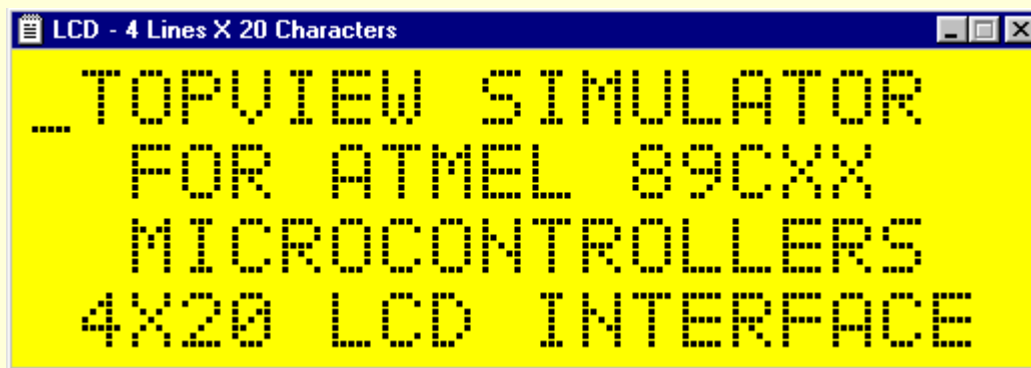 LCD - 4 Lines X 20 Characters
_TOPVIEW SIMULATOR
FOR ATMEL 89CXX
MICROCONTROLLERS
4X20 LCD INTERFACE